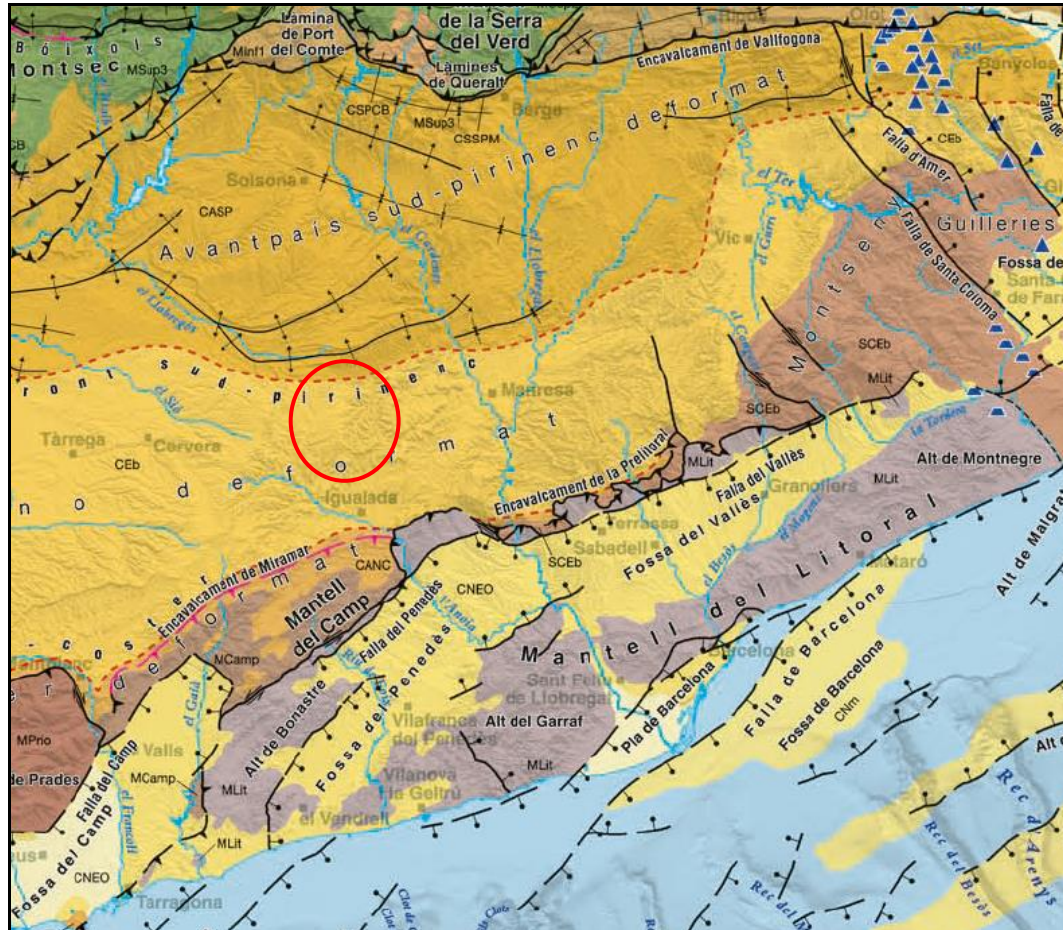 Bóixols
Montsec
MSup3
Làmina
de Port
del Comte
Minf1
de la Serra
del Verd
Làmines
de Queralt
Encavalcament de Vallfogona
Olot
el Ser
Banyoles
Berga
CSPCB
MSup3
CSSPM
Solsona
CASP
Avantpaís sud-pirinenc deformat
el Cardener
el Llobregat
el Llobregós
CEb
Falla d'Amer
el Ter
Vic
el Gurri
Guilleries
Falla de Santa Coloma
Montseny
SCEb
MLit
SCEb
el Congost
ront sud-pirinenc
el Sió
Tàrrega
Cervera
CEb
no deformat
Manresa
Igualada
Encavalcament de la Prelitoral
MLit
Falla del Vallès
Granollers
la Tordera
Alt de Montnegre
MLit
Terrassa
Sabadell
Fossa del Vallès
el Mogent
el Besòs
Mataró
SCEb
Encavalcament de Miramar
CANC
Mantell
del Camp
MCamp
CNEO
l'Anoia
Falla del Penedès
Fossa del Penedès
Mantell del Litoral
Barcelona
Sant Feliu
de Llobregat
Pla de Barcelona
Falla de Barcelona
Fossa de Barcelona
CNm
MPrio
de Prades
Falla del Camp
Fossa del Camp
el Gaià
Valls
MCamp
Alt de Bonastre
MLit
Vilafranca
del Penedès
Alt del Garraf
MLit
Vilanova
i la Geltrú
el Vendrell
MLit
el Francolí
CNEO
Tarragona
Rec del Besòs
Rec d'Arenys